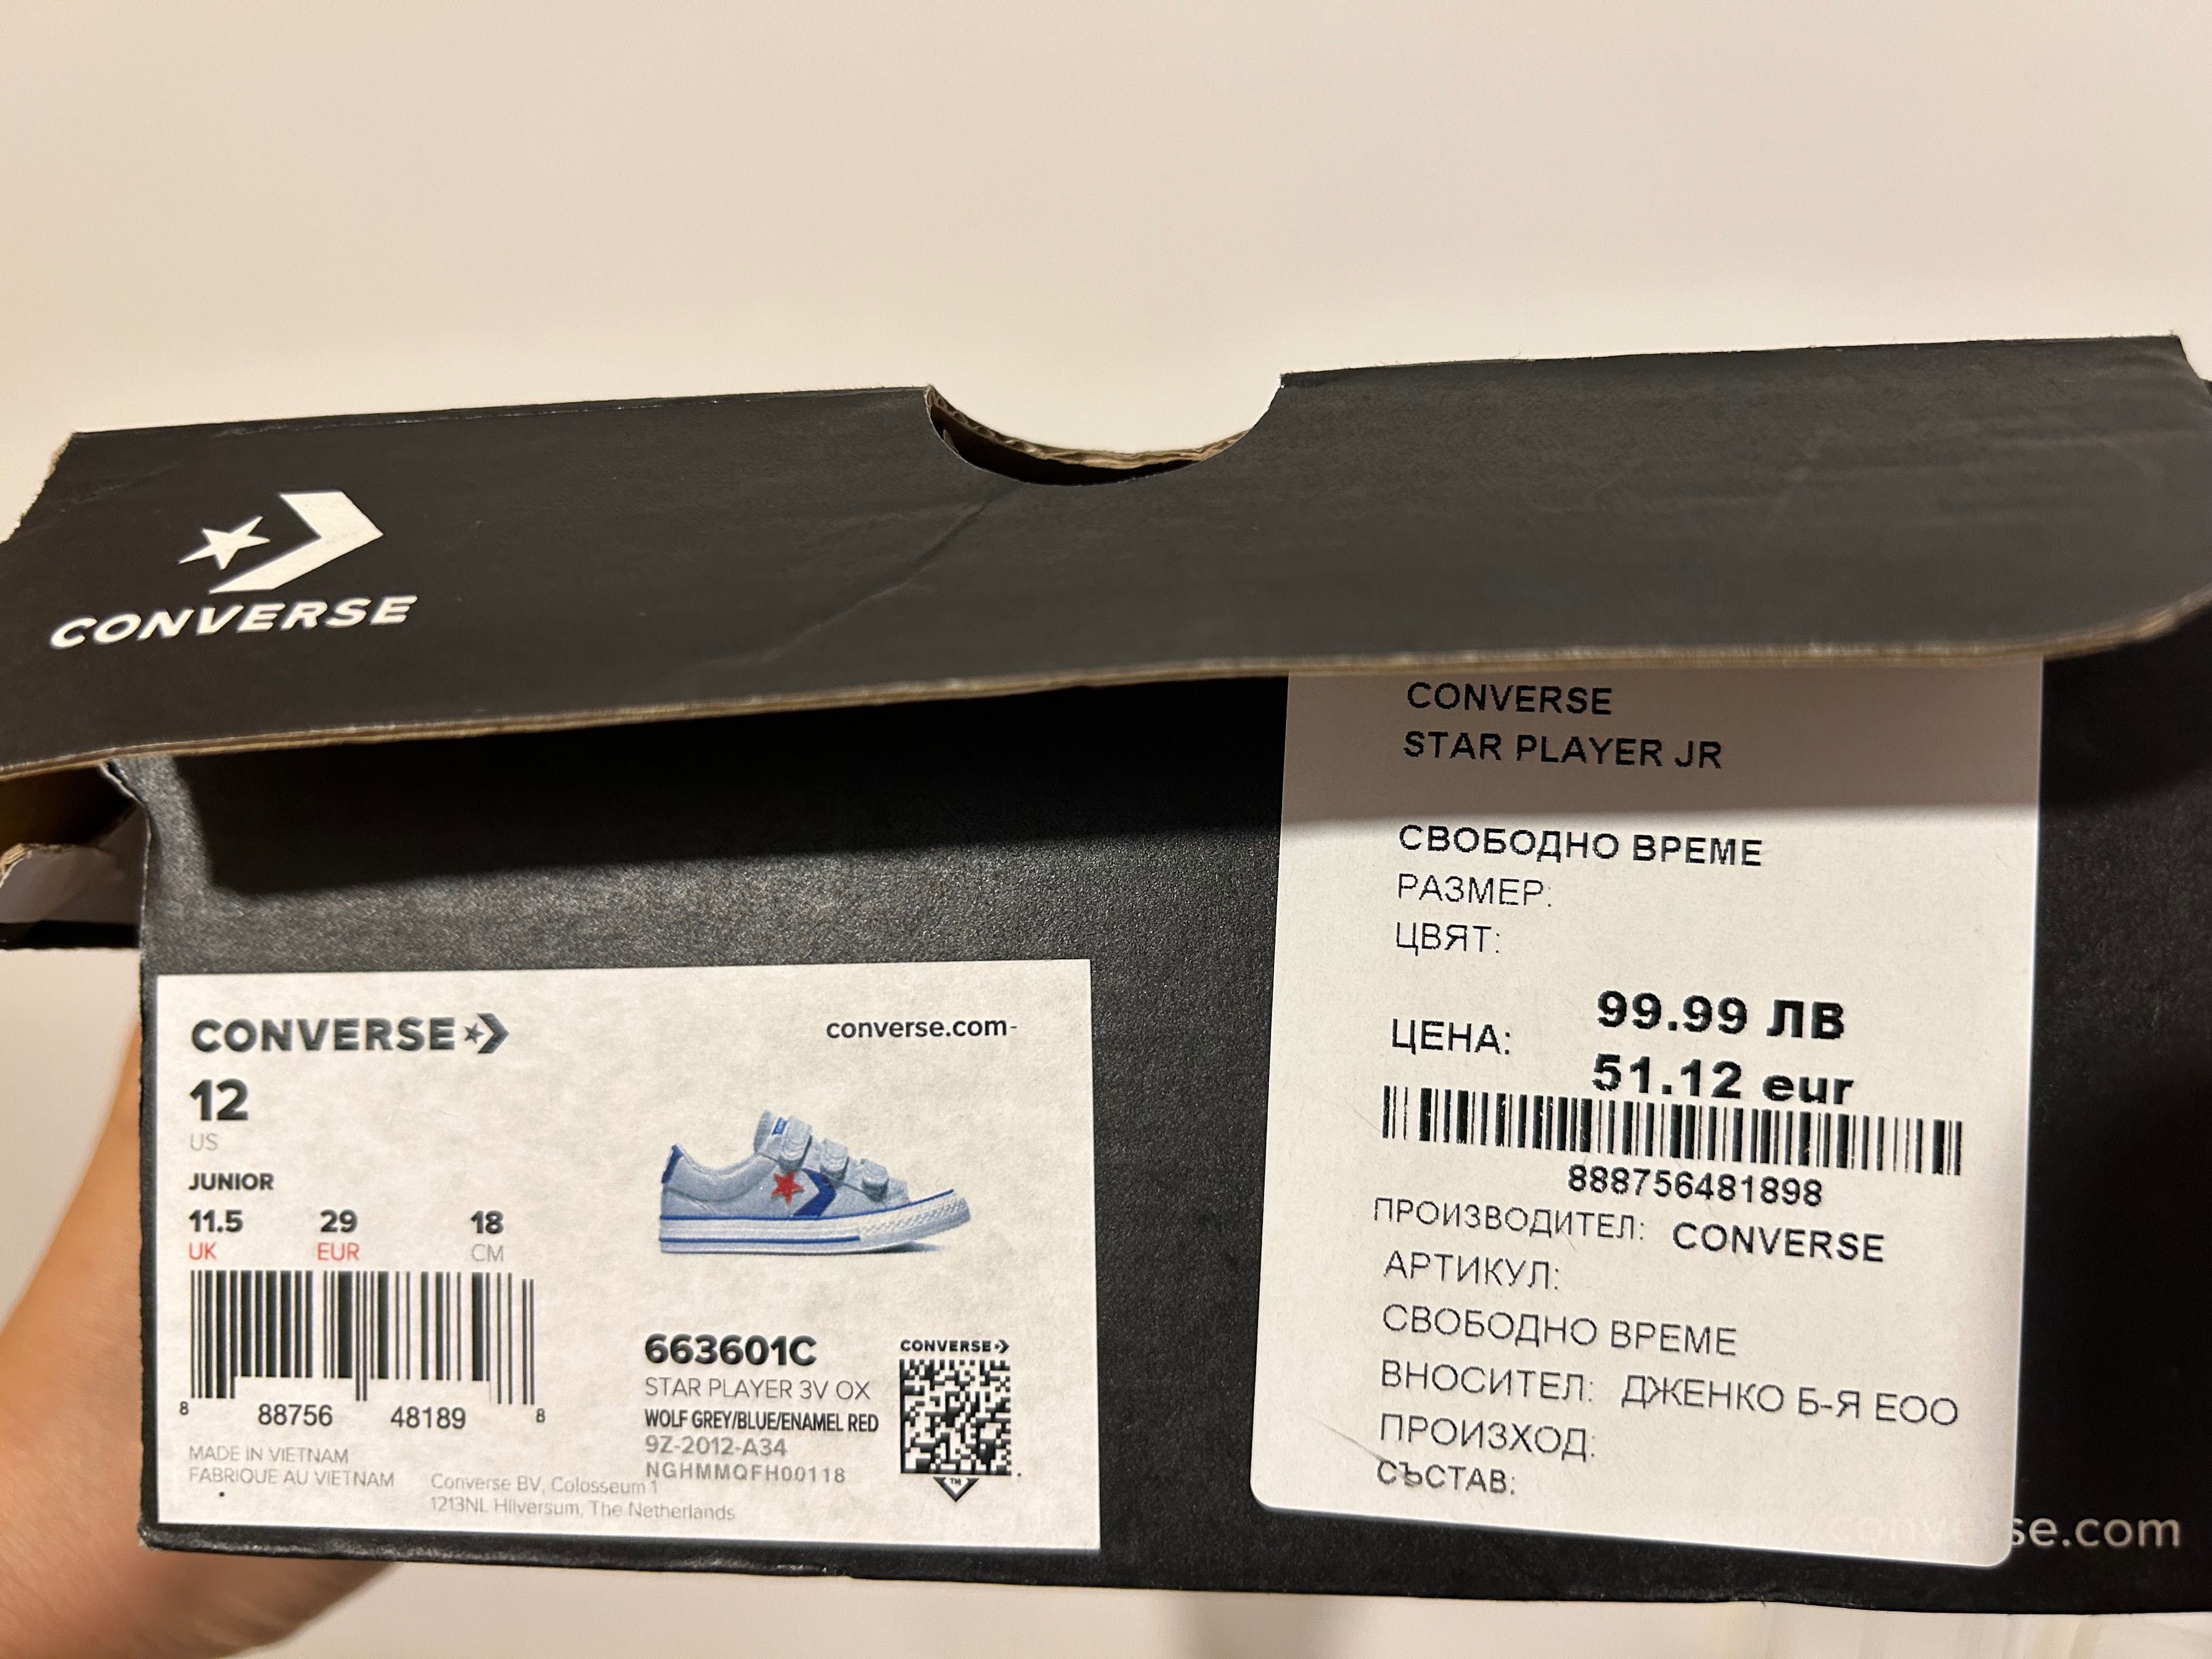 CONVERSE
CONVERSE
STAR PLAYER JR
СВОБОДНО ВРЕМЕ
РАЗМЕР:
ЦВЯТ:
ЦЕНА: 99.99 ЛВ
51.12 eur
888756481898
ПРОИЗВОДИТЕЛ: CONVERSE
АРТИКУЛ:
СВОБОДНО ВРЕМЕ
ВНОСИТЕЛ: ДЖЕНКО Б-Я ЕОО
ПРОИЗХОД:
СЪСТАВ:
converse.com
CONVERSE
converse.com-
12
US
JUNIOR
11.5 29 18
UK EUR CM
8 88756 48189 8
MADE IN VIETNAM
FABRIQUE AU VIETNAM
Converse BV, Colosseum 1
1213NL Hilversum, The Netherlands
663601C
STAR PLAYER 3V OX
WOLF GREY/BLUE/ENAMEL RED
9Z-2012-A34
NGHMMQFH00118
CONVERSE
TM